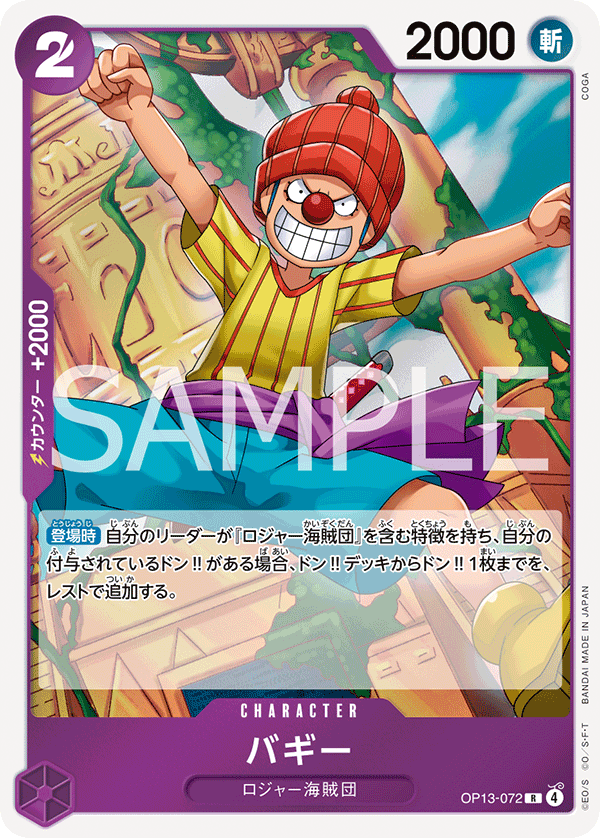 2
2000 斬
COGA
⚡カウンター +2000
SAMPLE
登場時 自分のリーダーが『ロジャー海賊団』を含む特徴を持ち、自分の
付与されているドン!!がある場合、ドン!!デッキからドン!!1枚までを、
レストで追加する。
CHARACTER
バギー
ロジャー海賊団
OP13-072 R 4
©E.O/S ©O/S・F・T BANDAI MADE IN JAPAN